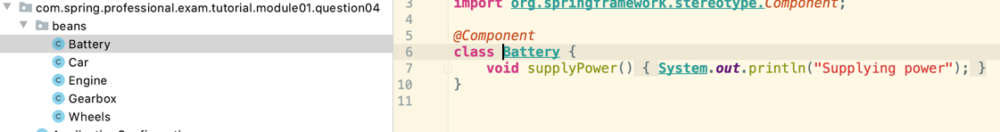 com.spring.professional.exam.tutorial.module01.question04
beans
Battery
Car
Engine
Gearbox
Wheels
3 import org.springframework.stereotype.Component;
4
5 @Component
6 class Battery {
7 void supplyPower() { System.out.println("Supplying power"); }
10 }
11